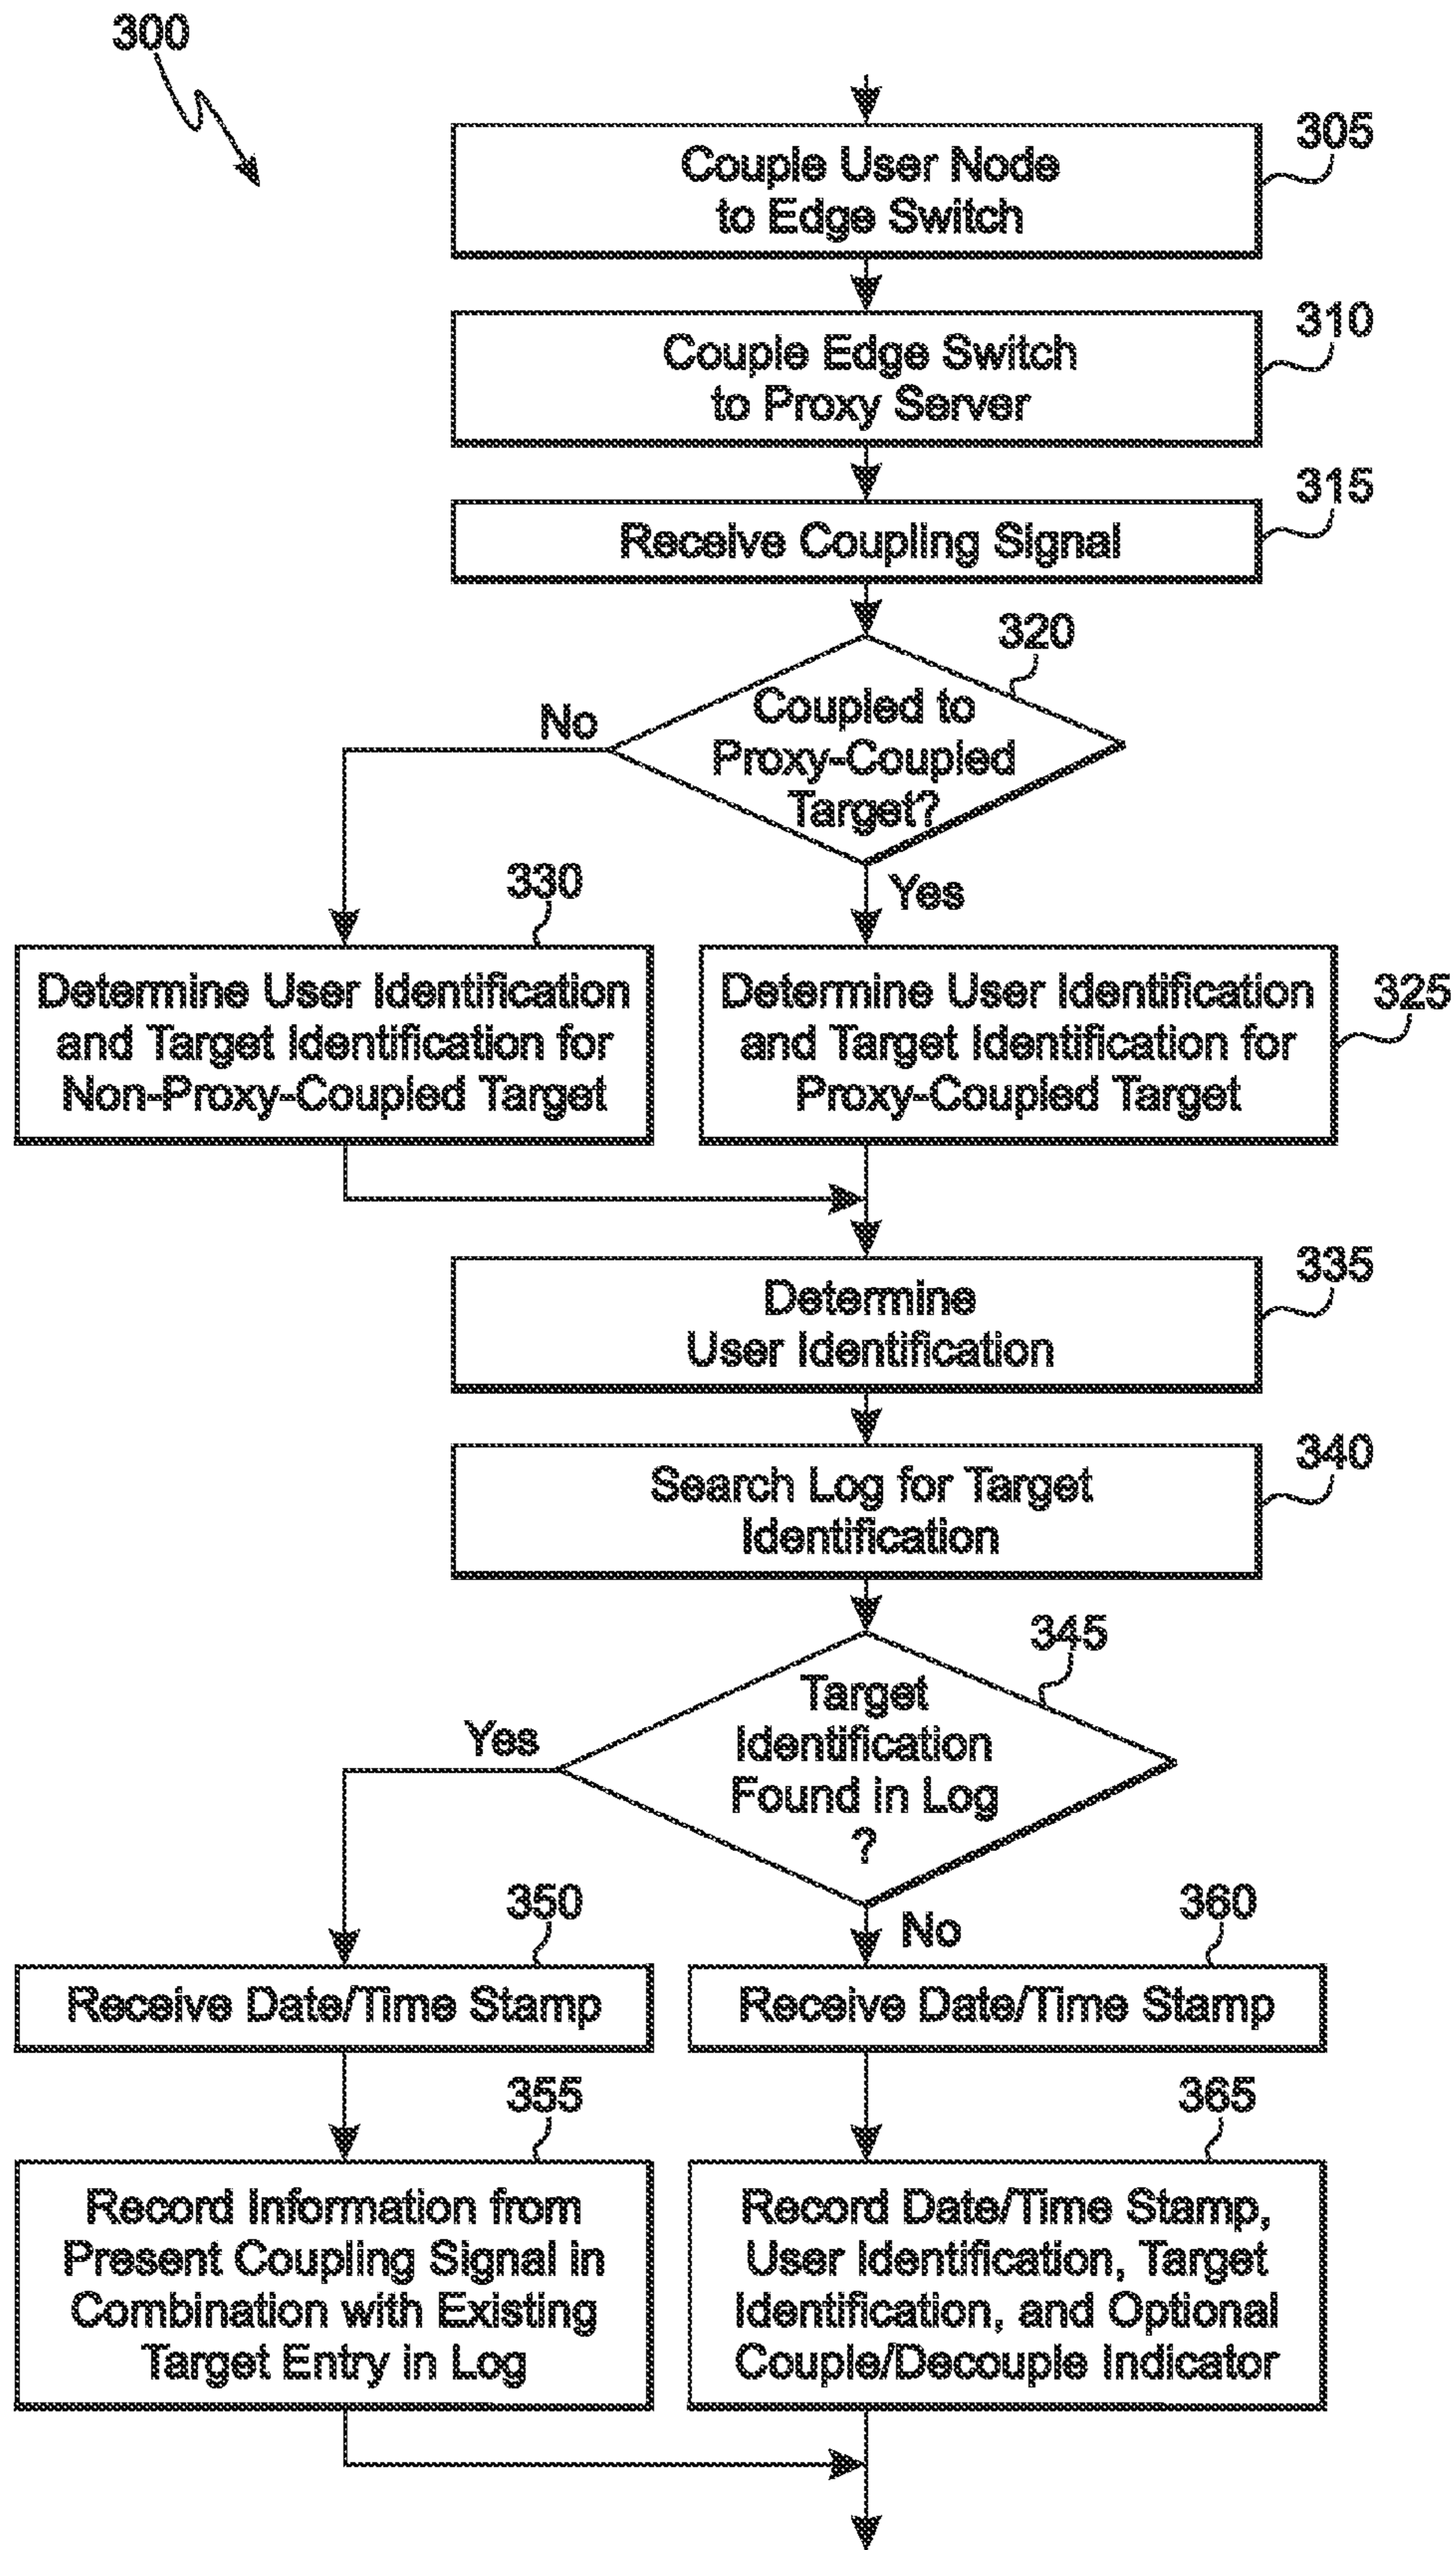 300
305
Couple User Node
to Edge Switch
310
Couple Edge Switch
to Proxy Server
315
Receive Coupling Signal
320
Coupled to
Proxy-Coupled
Target?
No
Yes
330
Determine User Identification
and Target Identification for
Non-Proxy-Coupled Target
325
Determine User Identification
and Target Identification for
Proxy-Coupled Target
335
Determine
User Identification
340
Search Log for Target
Identification
345
Target
Identification
Found in Log
?
Yes
No
350
Receive Date/Time Stamp
360
Receive Date/Time Stamp
355
Record Information from
Present Coupling Signal in
Combination with Existing
Target Entry in Log
365
Record Date/Time Stamp,
User Identification, Target
Identification, and Optional
Couple/Decouple Indicator